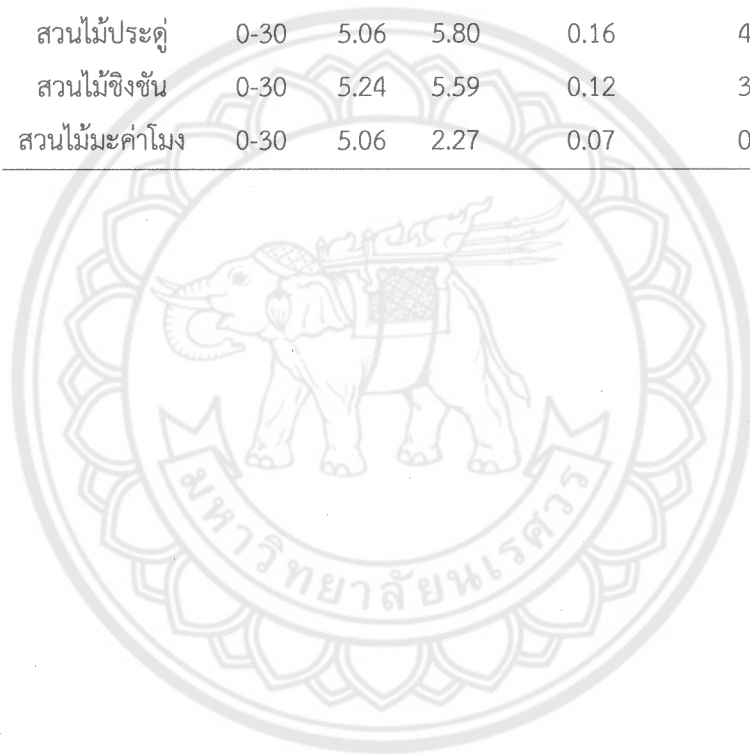 สวนไม้ประดู่ 0-30 5.06 5.80 0.16 4
สวนไม้ชิงชัน 0-30 5.24 5.59 0.12 3
สวนไม้มะค่าโมง 0-30 5.06 2.27 0.07 0
มหาวิทยาลัยนเรศวร